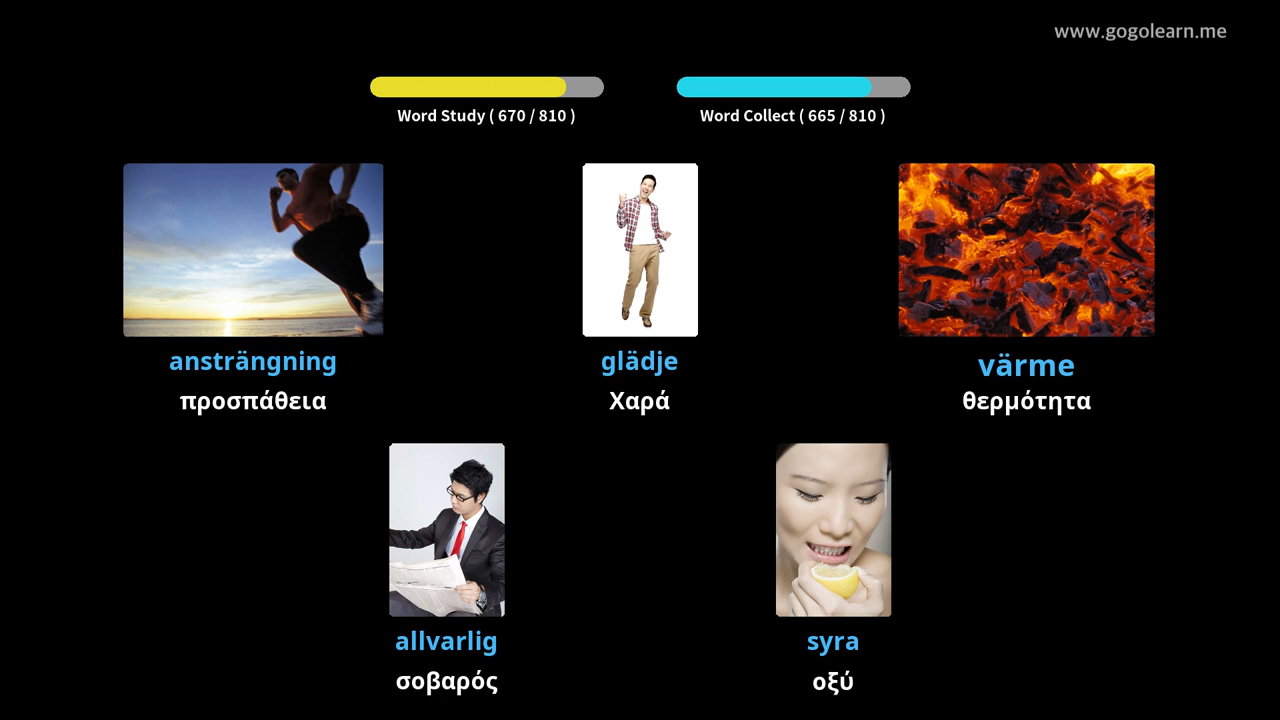 www.gogolearn.me
Word Study ( 670 / 810 )
Word Collect ( 665 / 810 )
ansträngning
προσπάθεια
glädje
Χαρά
värme
θερμότητα
allvarlig
σοβαρός
syra
οξύ